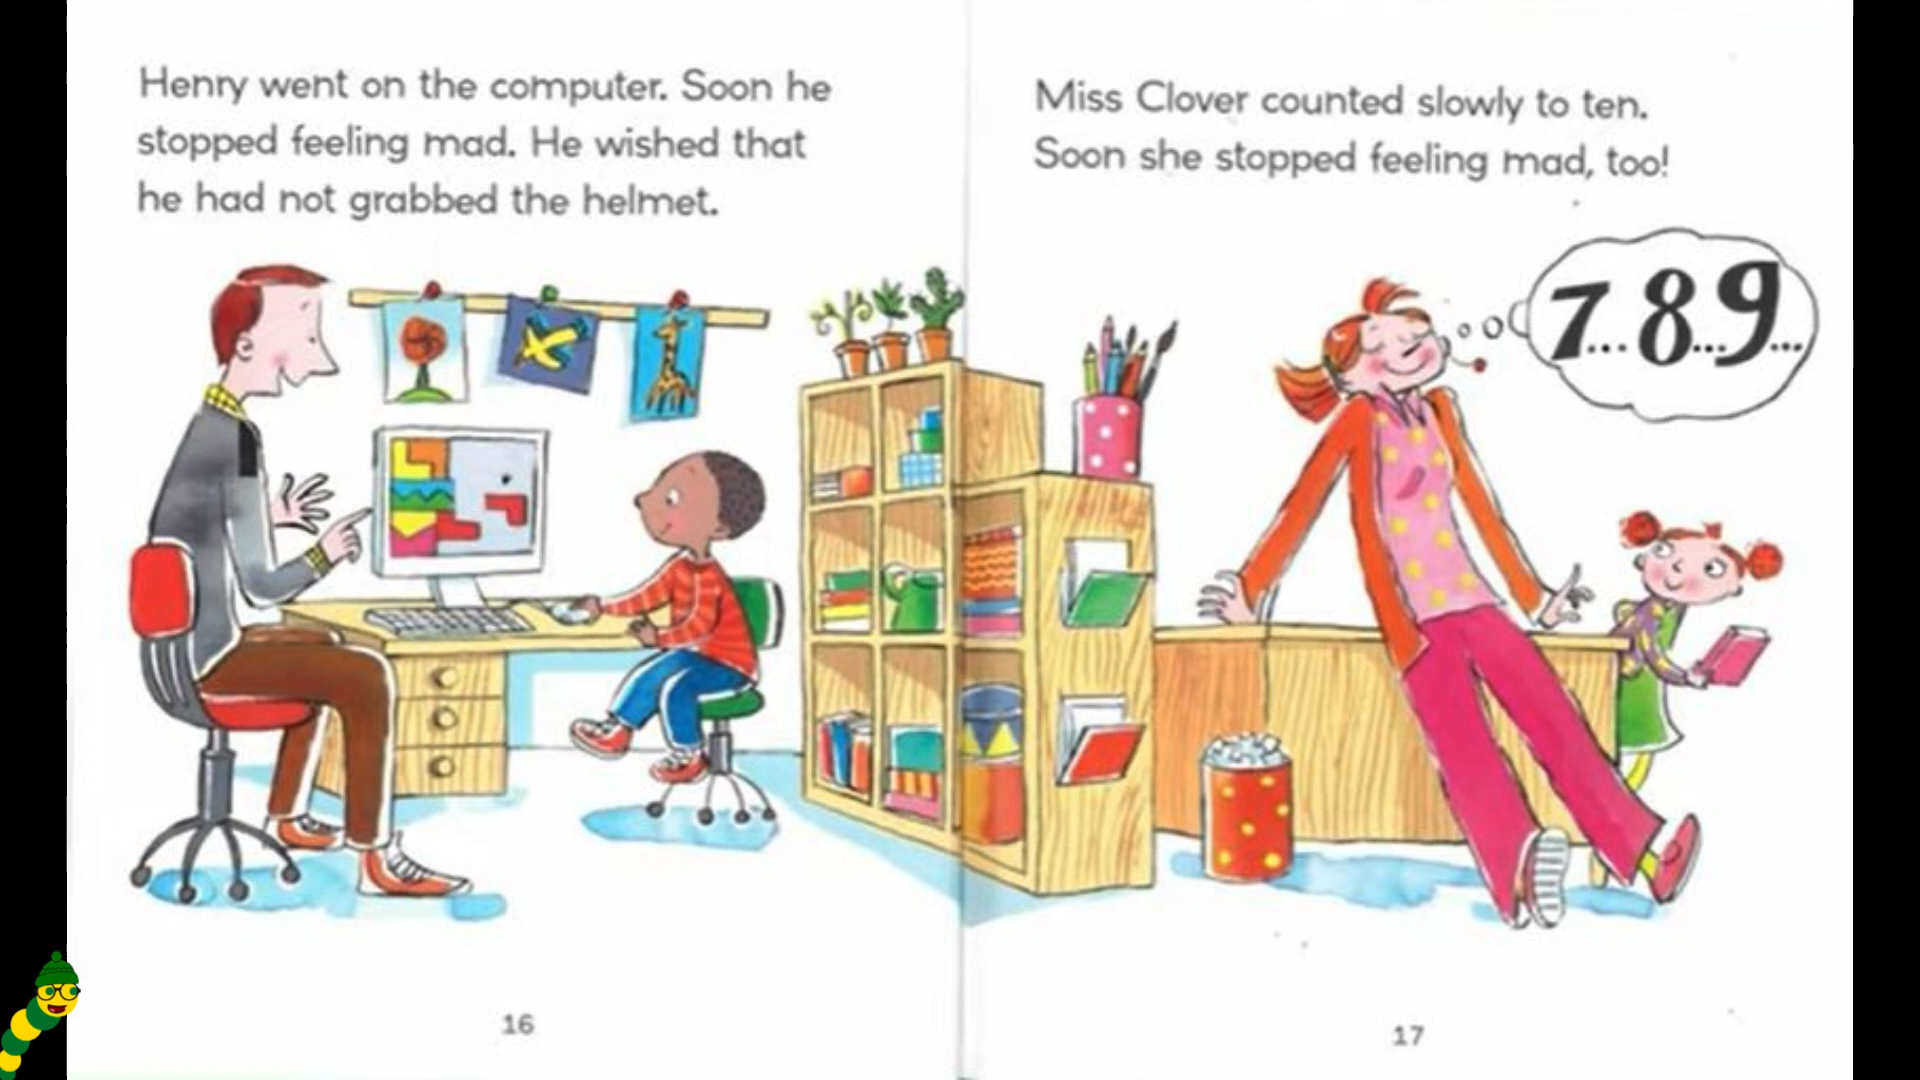 Henry went on the computer. Soon he
stopped feeling mad. He wished that
he had not grabbed the helmet.
Miss Clover counted slowly to ten.
Soon she stopped feeling mad, too!
7...8...9...
16
17